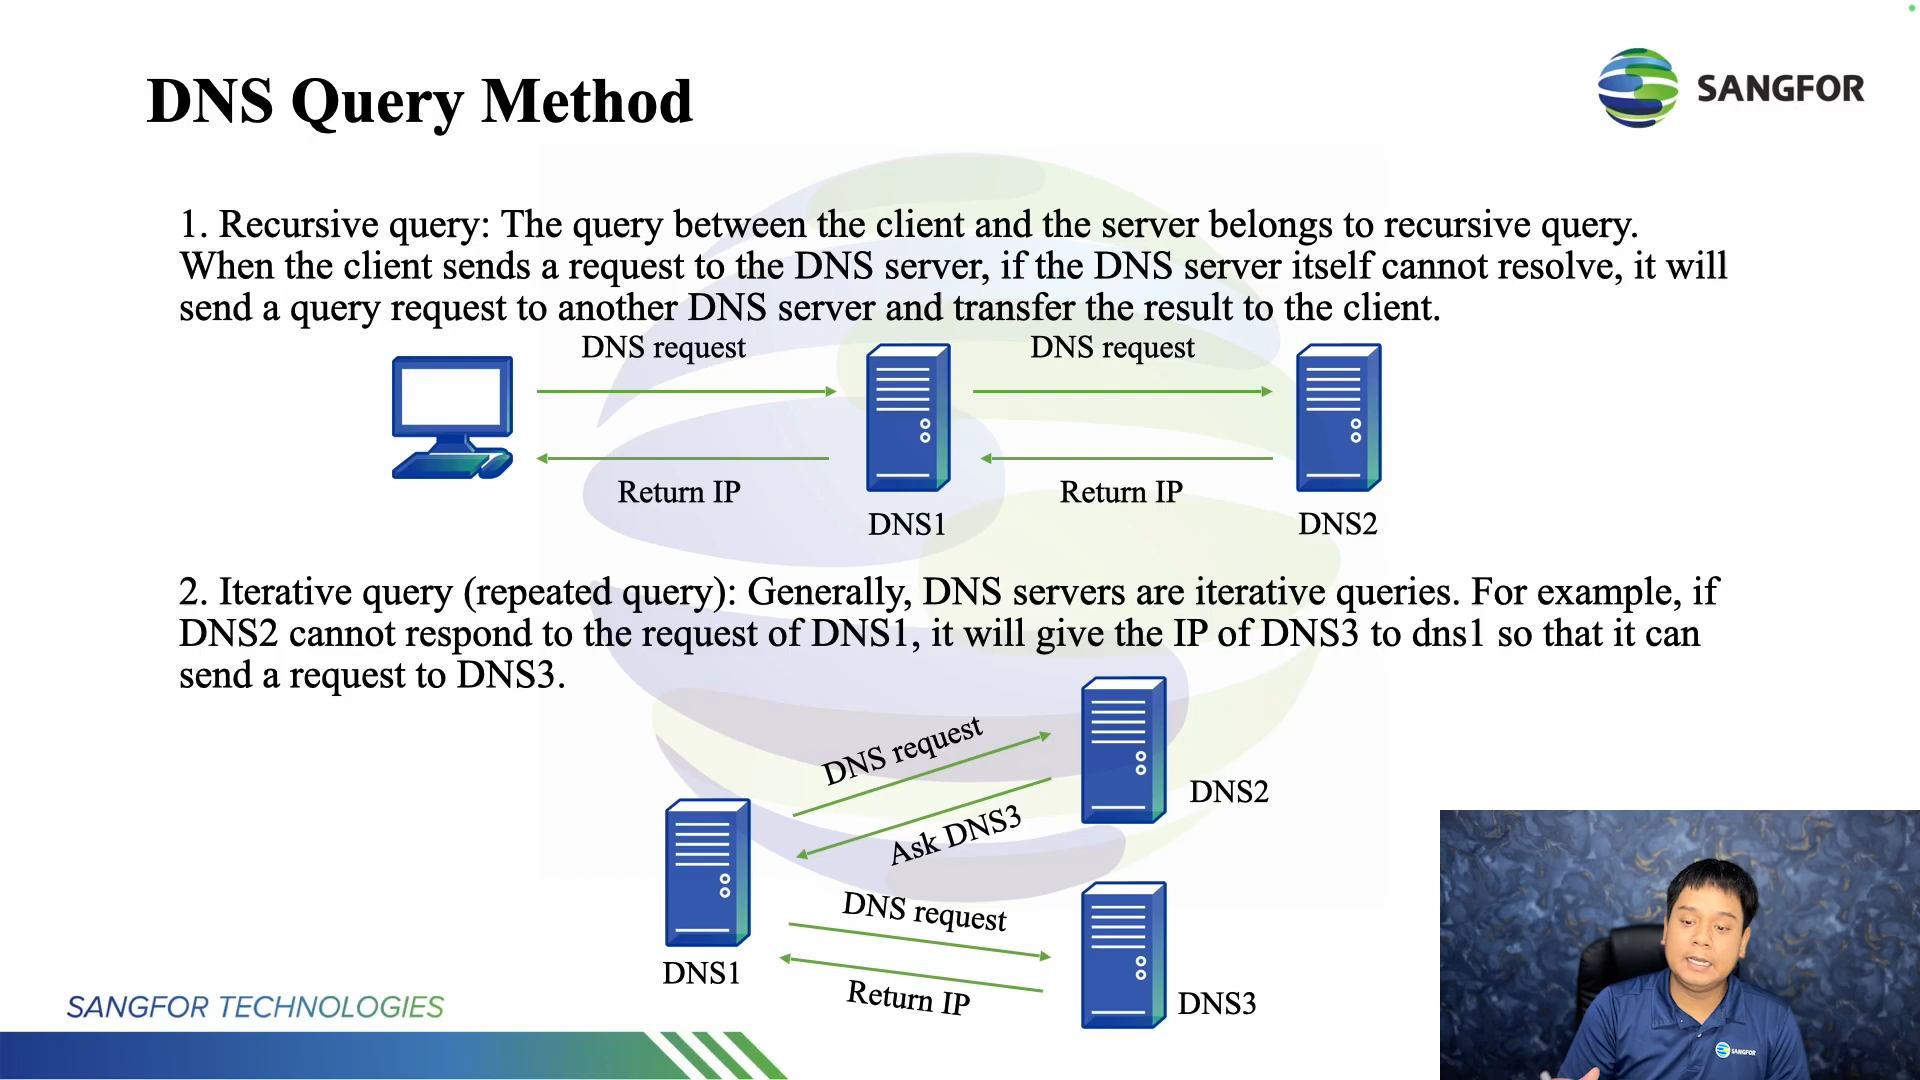 DNS Query Method
SANGFOR
1. Recursive query: The query between the client and the server belongs to recursive query.
When the client sends a request to the DNS server, if the DNS server itself cannot resolve, it will
send a query request to another DNS server and transfer the result to the client.
DNS request
DNS request
Return IP
Return IP
DNS1
DNS2
2. Iterative query (repeated query): Generally, DNS servers are iterative queries. For example, if
DNS2 cannot respond to the request of DNS1, it will give the IP of DNS3 to dns1 so that it can
send a request to DNS3.
DNS request
DNS2
Ask DNS3
DNS request
DNS1
Return IP
DNS3
SANGFOR TECHNOLOGIES
SANGFOR